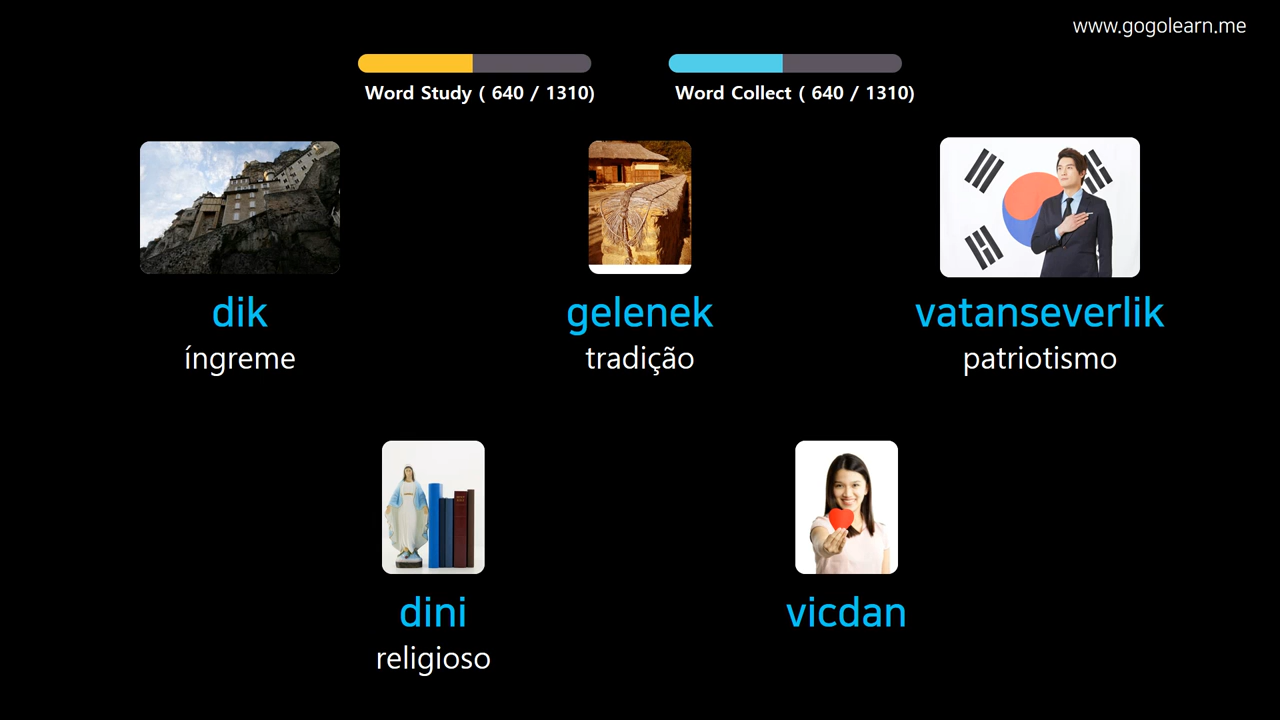 www.gogolearn.me
Word Study ( 640 / 1310)
Word Collect ( 640 / 1310)
dik
íngreme
gelenek
tradição
vatanseverlik
patriotismo
dini
religioso
vicdan